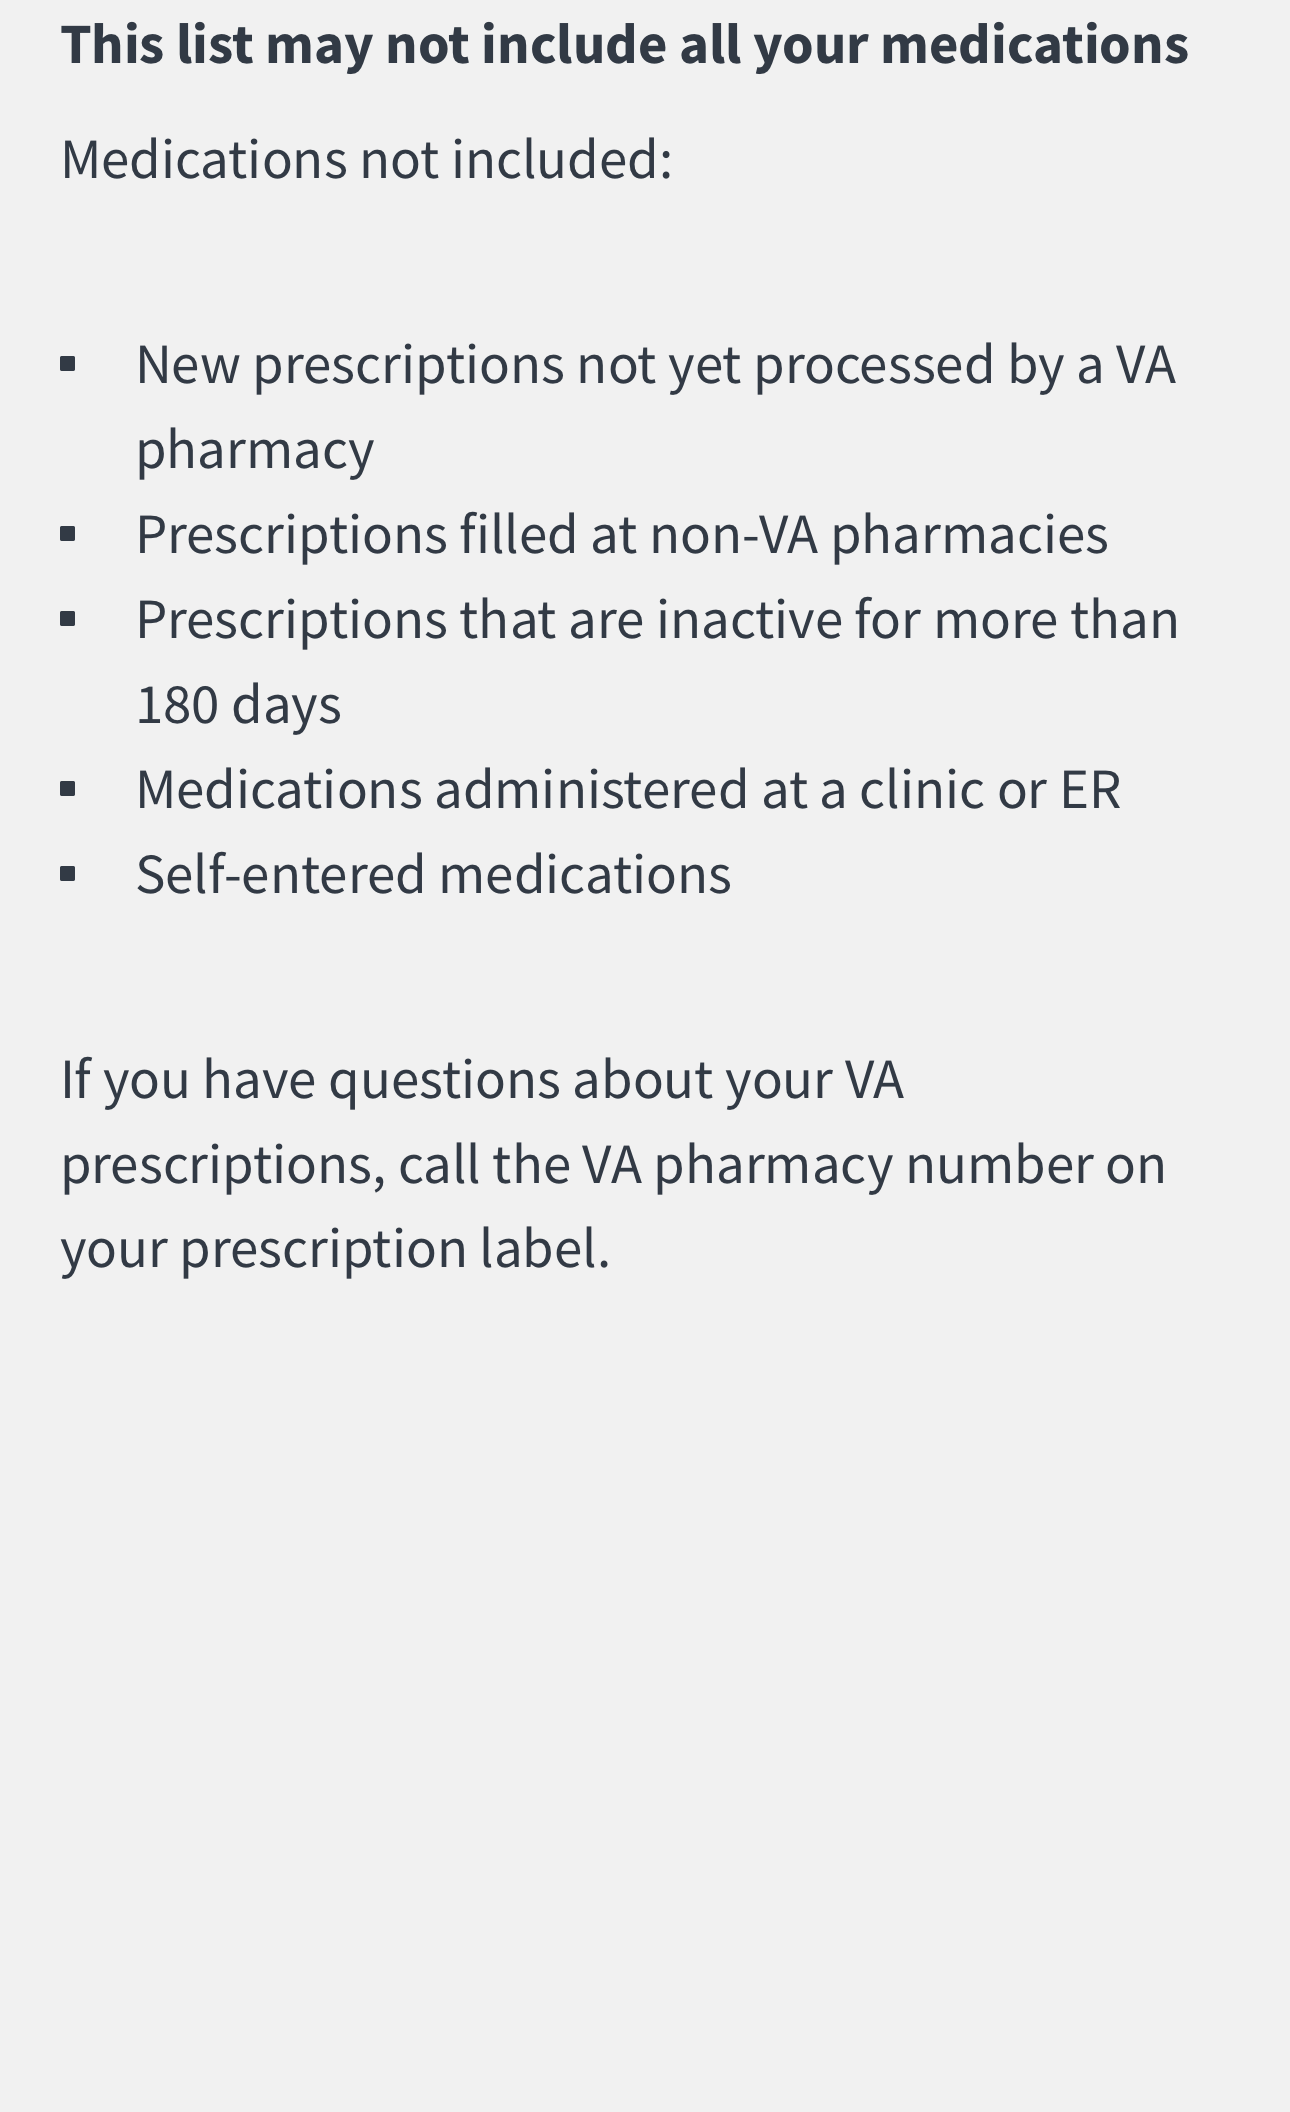 This list may not include all your medications
Medications not included:
▪ New prescriptions not yet processed by a VA
pharmacy
▪ Prescriptions filled at non-VA pharmacies
▪ Prescriptions that are inactive for more than
180 days
▪ Medications administered at a clinic or ER
▪ Self-entered medications
If you have questions about your VA
prescriptions, call the VA pharmacy number on
your prescription label.